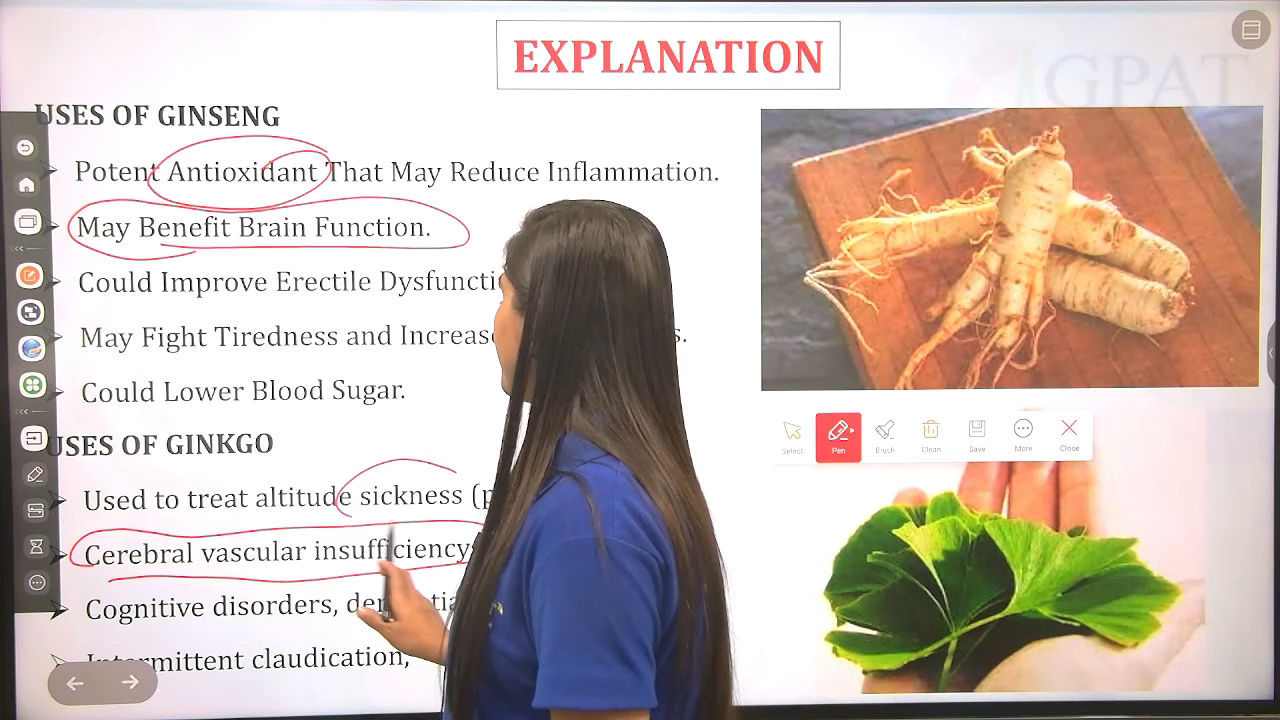 EXPLANATION
GPAT
USES OF GINSENG
Potent Antioxidant That May Reduce Inflammation.
May Benefit Brain Function.
Could Improve Erectile
May Fight Tiredness and
Could Lower Blood Sugar.
USES OF GINKGO
Used to treat altitude sickness
Cerebral vascular insufficiency
Cognitive disorders,
Intermittent claudication,
Select
Pen
Brush
Clean
Save
More
Close